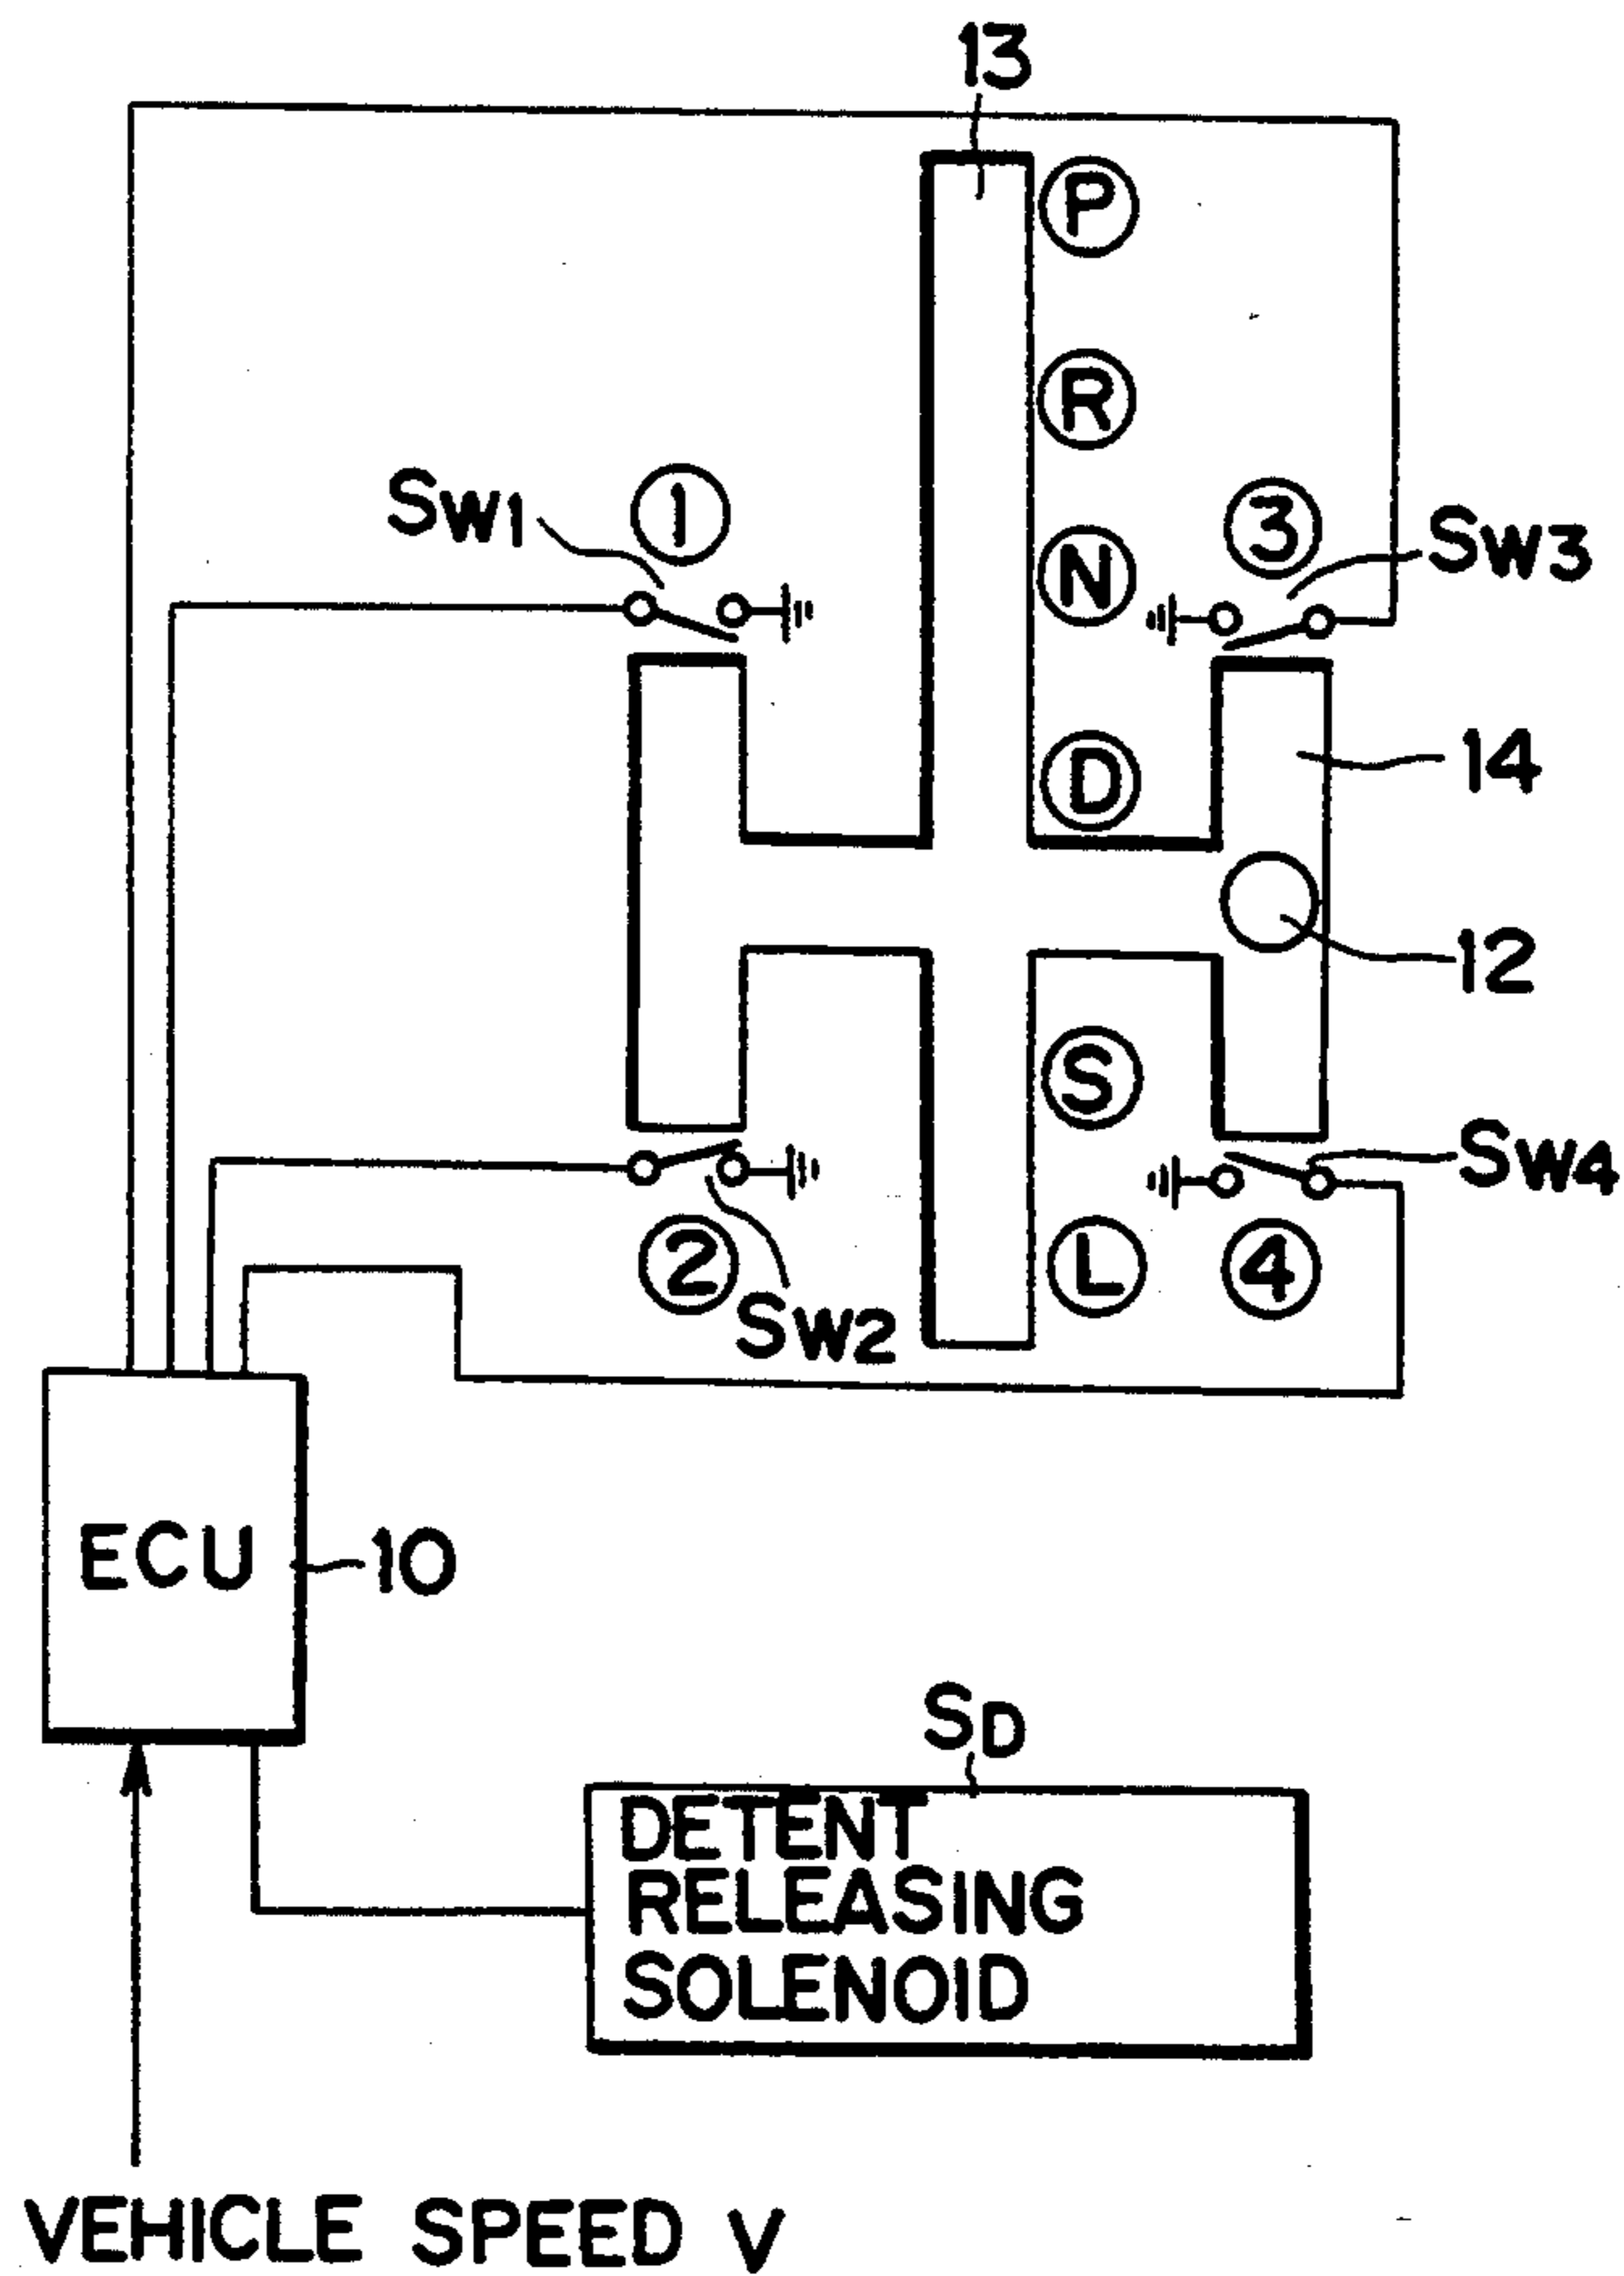 13
P
R
SW1
1
3
SW3
N
D
14
12
S
SW4
2
SW2
L
4
ECU
10
SD
DETENT
RELEASING
SOLENOID
VEHICLE SPEED V